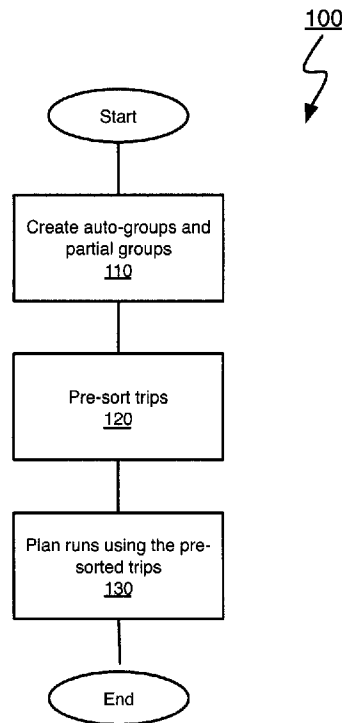 100
Start
Create auto-groups and
partial groups
110
Pre-sort trips
120
Plan runs using the pre-
sorted trips
130
End